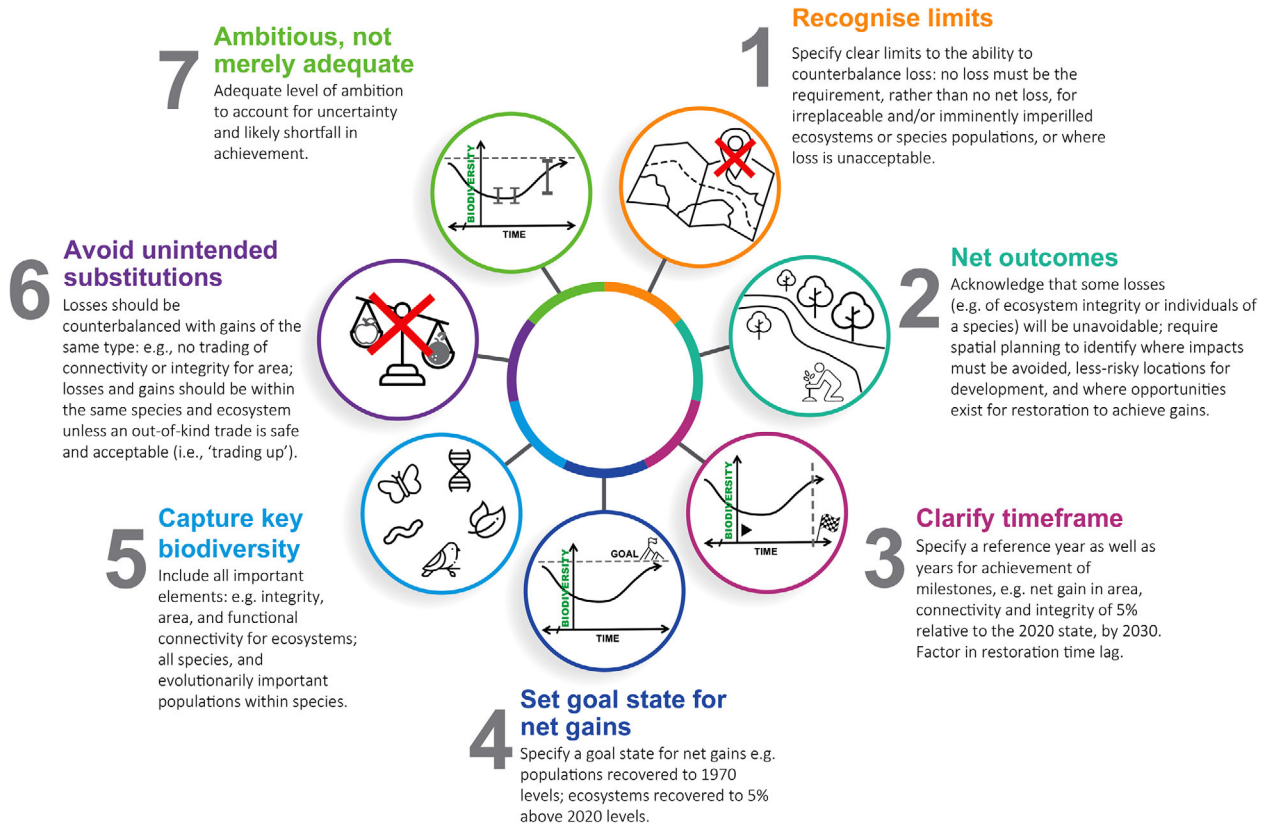 1
Recognise limits
Specify clear limits to the ability to
counterbalance loss: no loss must be the
requirement, rather than no net loss, for
irreplaceable and/or imminently imperilled
ecosystems or species populations, or where
loss is unacceptable.
2
Net outcomes
Acknowledge that some losses
(e.g. of ecosystem integrity or individuals of
a species) will be unavoidable; require
spatial planning to identify where impacts
must be avoided, less-risky locations for
development, and where opportunities
exist for restoration to achieve gains.
3
Clarify timeframe
Specify a reference year as well as
years for achievement of
milestones, e.g. net gain in area,
connectivity and integrity of 5%
relative to the 2020 state, by 2030.
Factor in restoration time lag.
BIODIVERSITY
TIME
4
Set goal state for
net gains
Specify a goal state for net gains e.g.
populations recovered to 1970
levels; ecosystems recovered to 5%
above 2020 levels.
GOAL
BIODIVERSITY
TIME
5
Capture key
biodiversity
Include all important
elements: e.g. integrity,
area, and functional
connectivity for ecosystems;
all species, and
evolutionarily important
populations within species.
6
Avoid unintended
substitutions
Losses should be
counterbalanced with gains of the
same type: e.g., no trading of
connectivity or integrity for area;
losses and gains should be within
the same species and ecosystem
unless an out-of-kind trade is safe
and acceptable (i.e., ‘trading up’).
7
Ambitious, not
merely adequate
Adequate level of ambition
to account for uncertainty
and likely shortfall in
achievement.
BIODIVERSITY
TIME